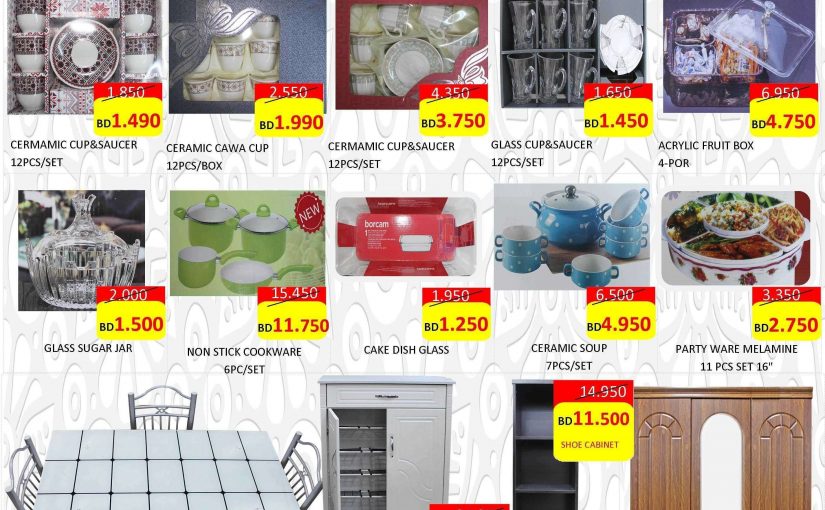 1.850
BD1.490
CERMAMIC CUP&SAUCER
12PCS/SET
2.550
BD1.990
CERAMIC CAWA CUP
12PCS/BOX
4.350
BD3.750
CERMAMIC CUP&SAUCER
12PCS/SET
1.650
BD1.450
GLASS CUP&SAUCER
12PCS/SET
6.950
BD4.750
ACRYLIC FRUIT BOX
4-POR
2.000
BD1.500
GLASS SUGAR JAR
NEW
15.450
BD11.750
NON STICK COOKWARE
6PC/SET
borcam
1
1.950
BD1.250
CAKE DISH GLASS
6.500
BD4.950
CERAMIC SOUP
7PCS/SET
3.350
BD2.750
PARTY WARE MELAMINE
11 PCS SET 16"
14.950
BD11.500
SHOE CABINET